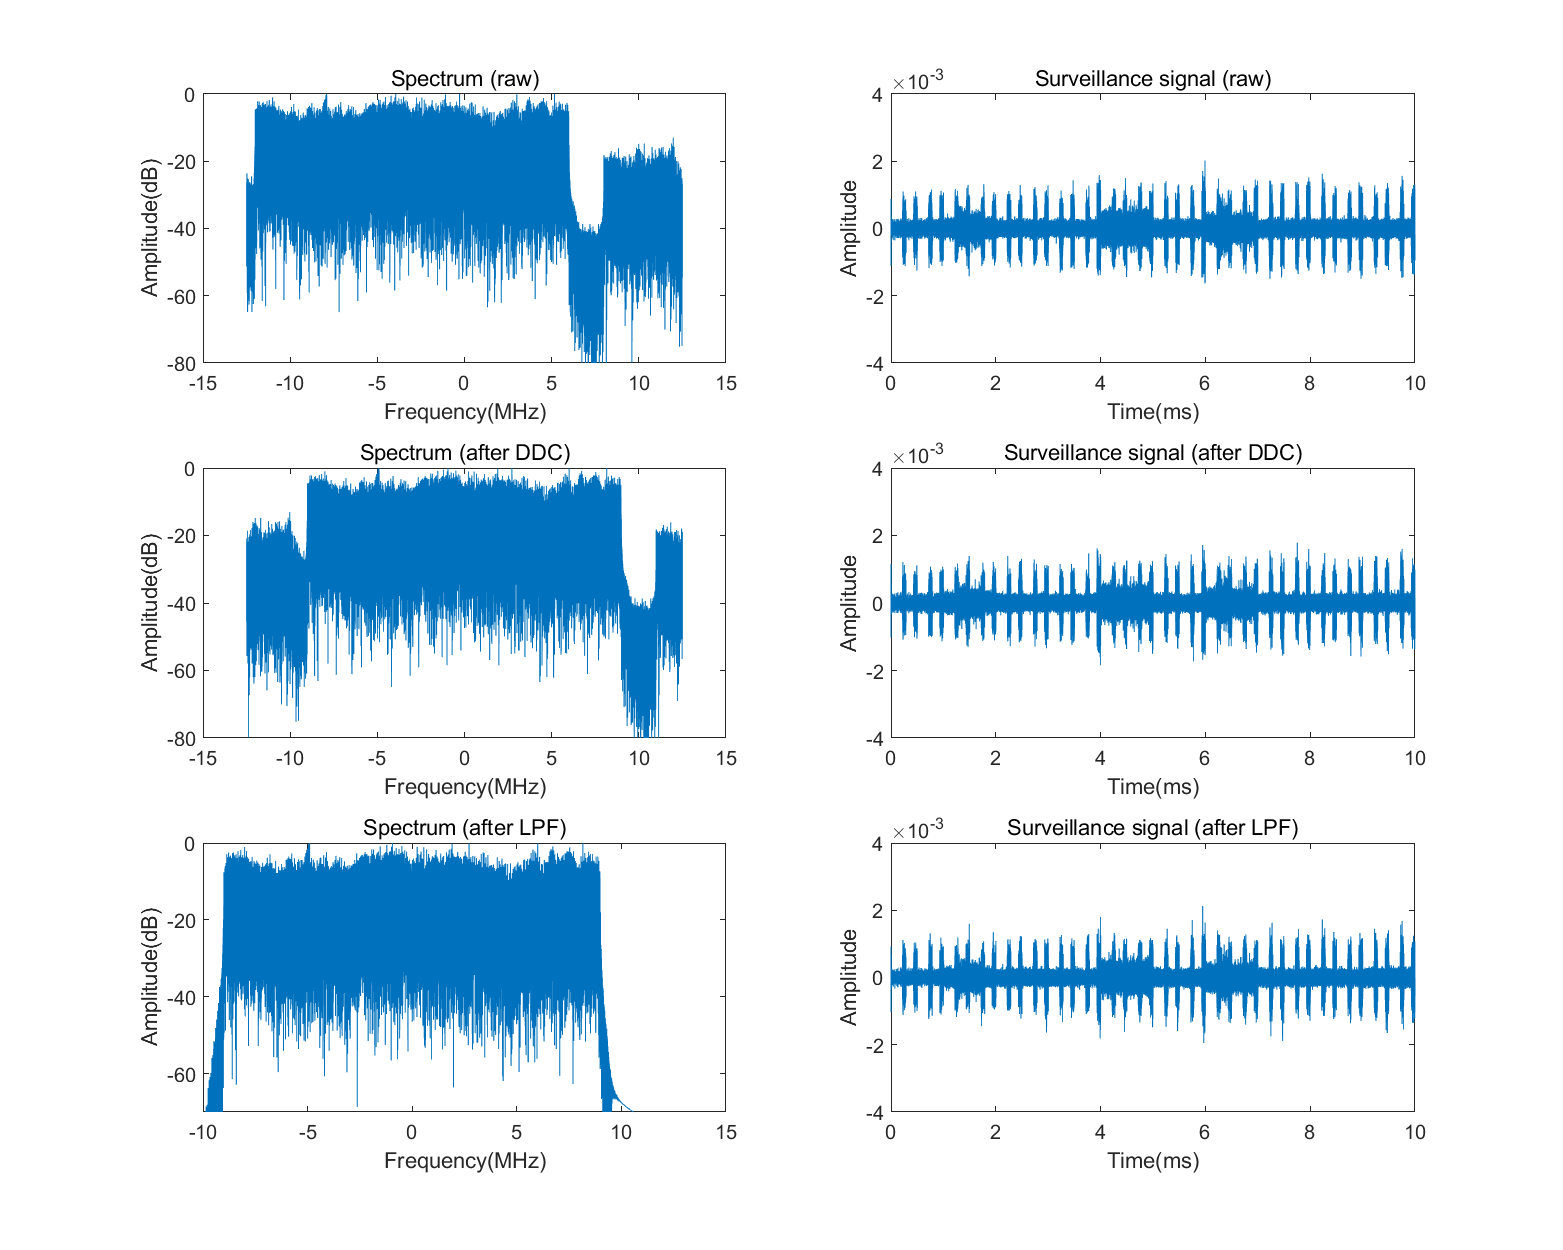 Spectrum (raw)
0
-20
-40
-60
-80
Amplitude(dB)
-15 -10 -5 0 5 10 15
Frequency(MHz)
Surveillance signal (raw)
×10-3
4
2
0
-2
-4
Amplitude
0 2 4 6 8 10
Time(ms)
Spectrum (after DDC)
0
-20
-40
-60
-80
Amplitude(dB)
-15 -10 -5 0 5 10 15
Frequency(MHz)
Surveillance signal (after DDC)
×10-3
4
2
0
-2
-4
Amplitude
0 2 4 6 8 10
Time(ms)
Spectrum (after LPF)
0
-20
-40
-60
Amplitude(dB)
-10 -5 0 5 10 15
Frequency(MHz)
Surveillance signal (after LPF)
×10-3
4
2
0
-2
-4
Amplitude
0 2 4 6 8 10
Time(ms)